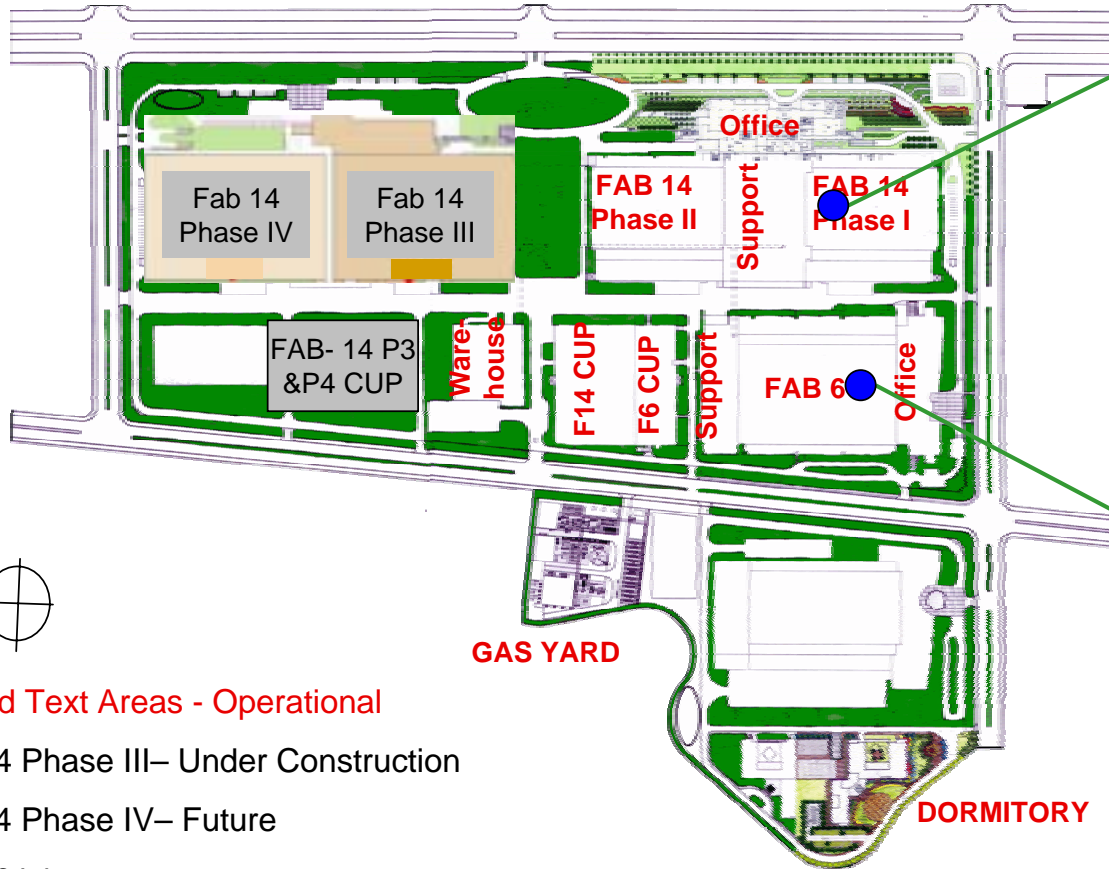 Office
FAB 14
Phase II
Support
FAB 14
Phase I
Fab 14
Phase IV
Fab 14
Phase III
FAB- 14 P3
&P4 CUP
Ware-
house
F14 CUP
F6 CUP
Support
FAB 6
Office
GAS YARD
DORMITORY
d Text Areas - Operational
4 Phase III– Under Construction
4 Phase IV– Future